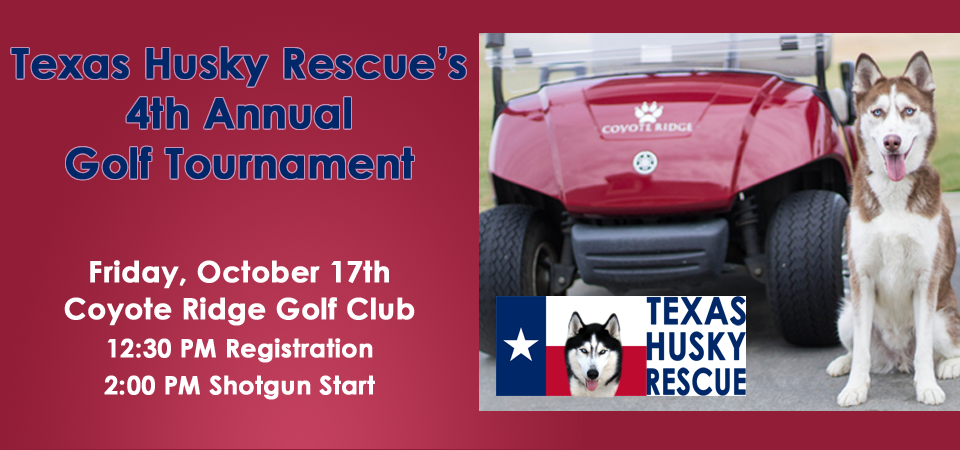 Texas Husky Rescue's
4th Annual
Golf Tournament
Friday, October 17th
Coyote Ridge Golf Club
12:30 PM Registration
2:00 PM Shotgun Start
COYOTE RIDGE
TEXAS
HUSKY
RESCUE